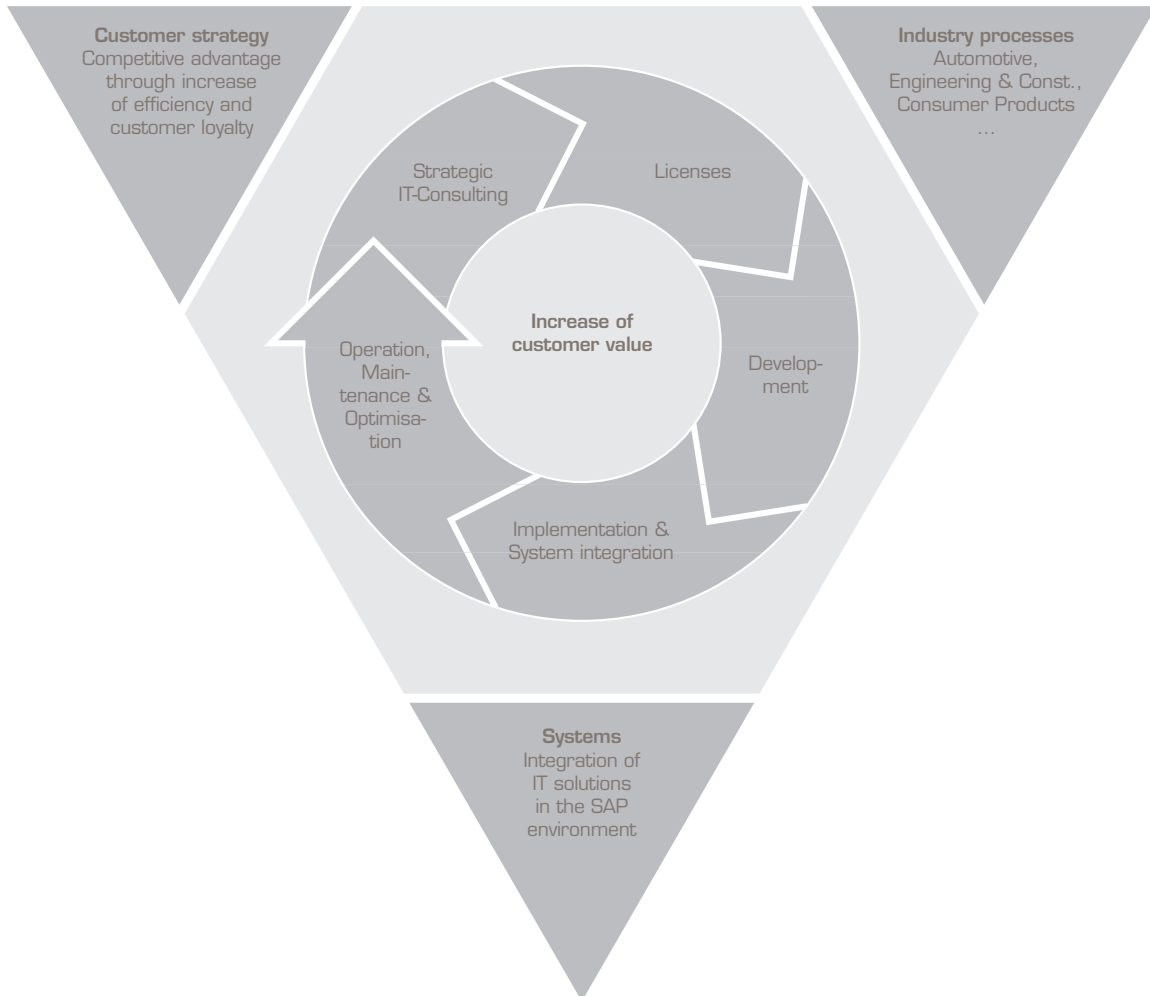 Customer strategy
Competitive advantage
through increase
of efficiency and
customer loyalty
Industry processes
Automotive,
Engineering & Const.,
Consumer Products
...
Strategic
IT-Consulting
Licenses
Increase of
customer value
Operation,
Main-
tenance &
Optimisa-
tion
Develop-
ment
Implementation &
System integration
Systems
Integration of
IT solutions
in the SAP
environment